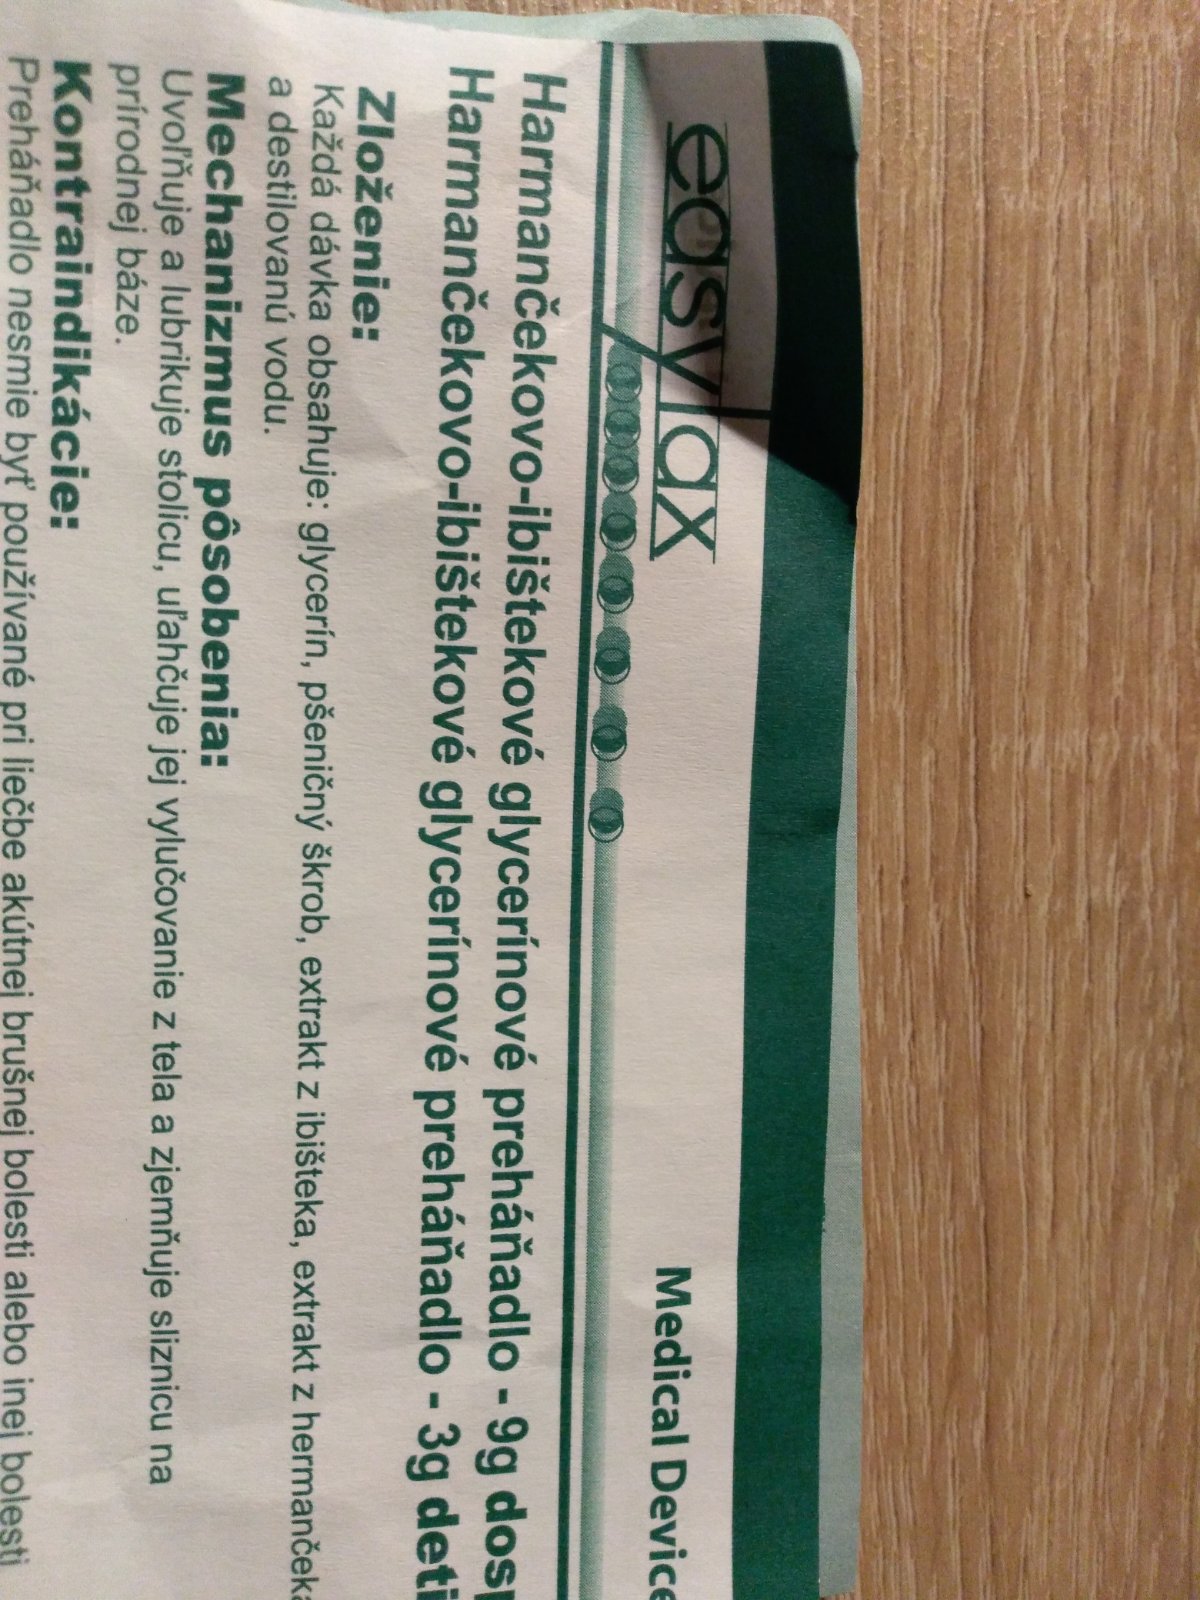 easylax
Medical Device
Harmančekovo-ibištekové glycerínové preháňadlo - 9g
Harmančekovo-ibištekové glycerínové preháňadlo - 3g deti
Zloženie:
Každá dávka obsahuje: glycerín, pšeničný škrob, extrakt z ibišteka, extrakt z hermančeka
a destilovanú vodu.
Mechanizmus pôsobenia:
Uvoľňuje a lubrikuje stolicu, uľahčuje jej vylučovanie z tela a zjemňuje sliznicu na
prírodnej báze.
Kontraindikácie:
Preháňadlo nesmie byť používané pri liečbe akútnej brušnej bolesti alebo inej bolesti